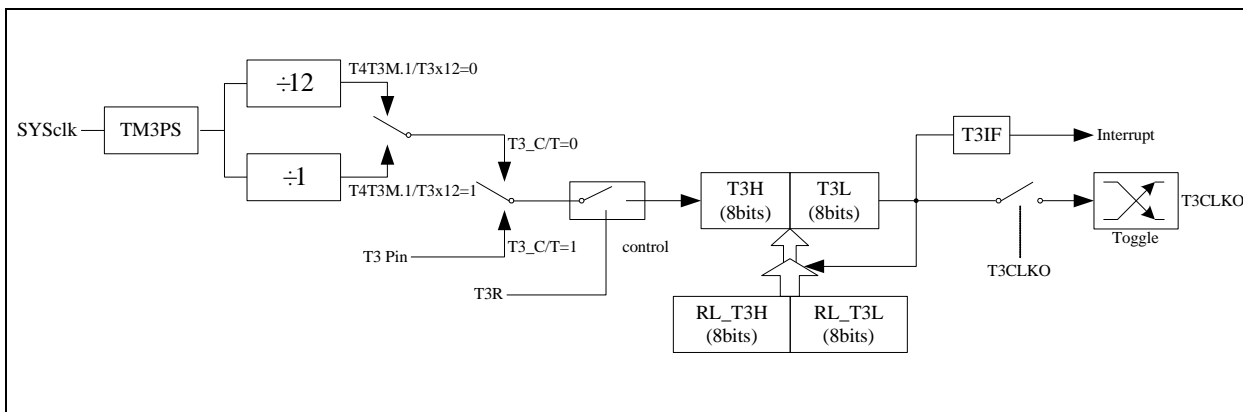 SYSclk
TM3PS
÷12
÷1
T4T3M.1/T3x12=0
T4T3M.1/T3x12=1
T3_C/T=0
T3_C/T=1
T3 Pin
T3R
control
T3H
(8bits)
T3L
(8bits)
RL_T3H
(8bits)
RL_T3L
(8bits)
T3IF
Interrupt
T3CLKO
Toggle
T3CLKO